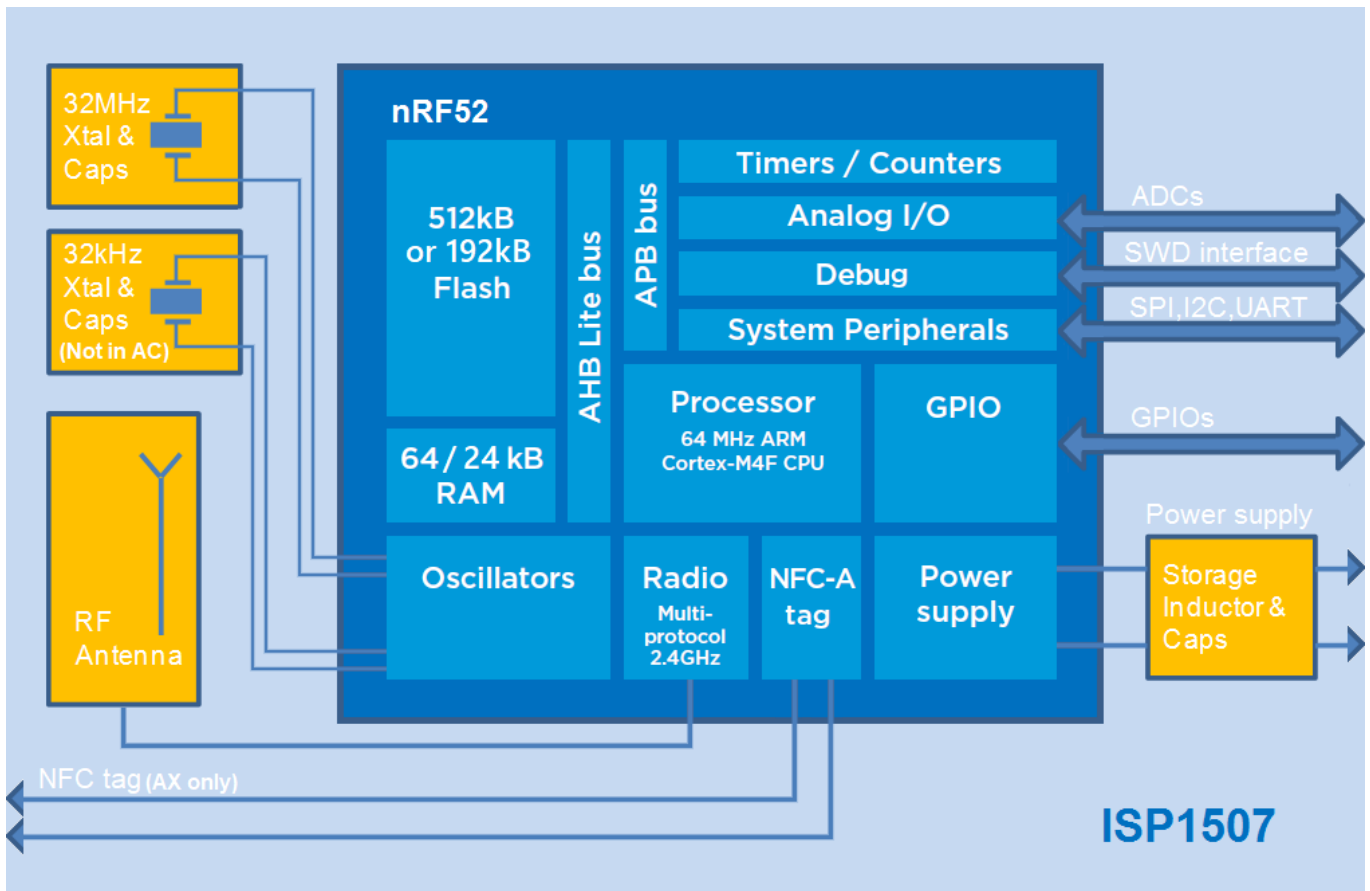 32MHz
Xtal &
Caps
32kHz
Xtal &
Caps
(Not in AC)
RF
Antenna
nRF52
512kB
or 192kB
Flash
64 / 24 kB
RAM
AHB Lite bus
APB bus
Timers / Counters
Analog I/O
Debug
System Peripherals
Processor
64 MHz ARM
Cortex-M4F CPU
GPIO
Oscillators
Radio
Multi-
protocol
2.4GHz
NFC-A
tag
Power
supply
ADCs
SWD interface
SPI,I2C,UART
GPIOs
Power supply
Storage
Inductor &
Caps
NFC tag (AX only)
ISP1507